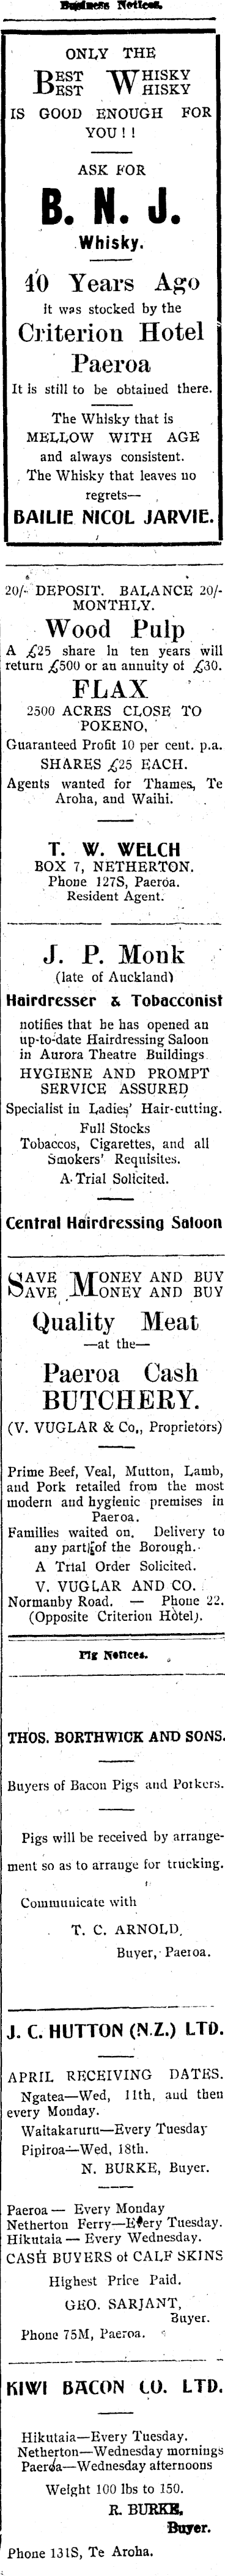 Business Notices.
ONLY THE
BEST WHISKY
BEST WHISKY
IS GOOD ENOUGH FOR
YOU ! !
ASK FOR
B. N. J.
Whisky.
40 Years Ago
it was stocked by the
Criterion Hotel
Paeroa
It is still to be obtained there.
The Whisky that is
MELLOW WITH AGE
and always consistent.
The Whisky that leaves no
regrets—
BAILIE NICOL JARVIE.
20/- DEPOSIT. BALANCE 20/-
MONTHLY.
Wood Pulp
A £25 share in ten years will
return £500 or an annuity of £30.
FLAX
2500 ACRES CLOSE TO
POKENO,
Guaranteed Profit 10 per cent. p.a.
SHARES £25 EACH.
Agents wanted for Thames, Te
Aroha, and Waihi.
T. W. WELCH
BOX 7, NETHERTON.
Phone 127S, Paeroa.
Resident Agent.
J. P. Monk
(late of Auckland)
Hairdresser & Tobacconist
notifies that he has opened an
up-to-date Hairdressing Saloon
in Aurora Theatre Buildings
HYGIENE AND PROMPT
SERVICE ASSURED
Specialist in Ladies' Hair-cutting.
Full Stocks
Tobaccos, Cigarettes, and all
Smokers' Requisites.
A Trial Solicited.
Central Hairdressing Saloon
SAVE MONEY AND BUY
SAVE MONEY AND BUY
Quality Meat
—at the—
Paeroa Cash
BUTCHERY.
(V. VUGLAR & Co., Proprietors)
Prime Beef, Veal, Mutton, Lamb,
and Pork retailed from the most
modern and hygienic premises in
Paeroa.
Families waited on. Delivery to
any part of the Borough.
A Trial Order Solicited.
V. VUGLAR AND CO.
Normanby Road. — Phone 22.
(Opposite Criterion Hotel).
Pig Notices.
THOS. BORTHWICK AND SONS.
Buyers of Bacon Pigs and Porkers.
Pigs will be received by arrange-
ment so as to arrange for trucking.
Communicate with
T. C. ARNOLD,
Buyer, Paeroa.
J. C. HUTTON (N.Z.) LTD.
APRIL RECEIVING DATES.
Ngatea—Wed, 11th, and then
every Monday.
Waitakaruru—Every Tuesday
Pipiroa—Wed, 18th.
N. BURKE, Buyer.
Paeroa — Every Monday
Netherton Ferry—Every Tuesday.
Hikutaia — Every Wednesday.
CASH BUYERS of CALF SKINS
Highest Price Paid.
GEO. SARJANT,
Buyer.
Phone 75M, Paeroa.
KIWI BACON CO. LTD.
Hikutaia—Every Tuesday.
Netherton—Wednesday mornings
Paeroa—Wednesday afternoons
Weight 100 lbs to 150.
R. BURKE,
Buyer.
Phone 131S, Te Aroha.